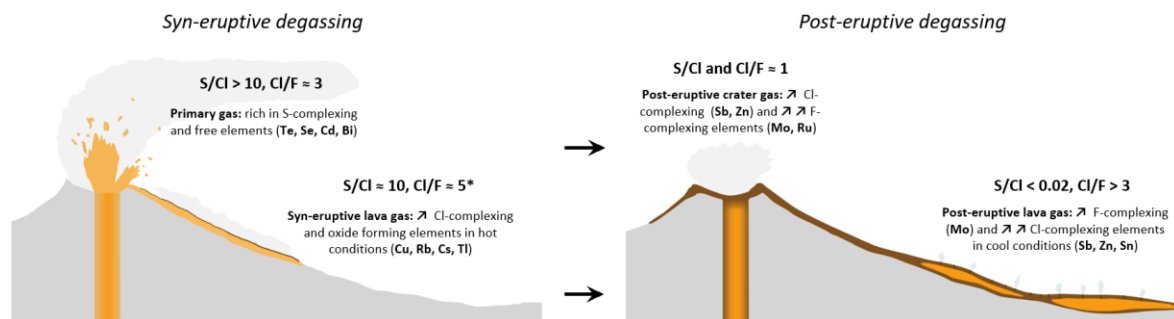 Syn-eruptive degassing
S/Cl > 10, Cl/F ≈ 3
Primary gas: rich in S-complexing
and free elements (Te, Se, Cd, Bi)
S/Cl ≈ 10, Cl/F ≈ 5*
Syn-eruptive lava gas: ↗ Cl-complexing
and oxide forming elements in hot
conditions (Cu, Rb, Cs, Tl)
Post-eruptive degassing
S/Cl and Cl/F ≈ 1
Post-eruptive crater gas: ↗ Cl-
complexing (Sb, Zn) and ↗ ↗ F-
complexing elements (Mo, Ru)
S/Cl < 0.02, Cl/F > 3
Post-eruptive lava gas: ↗ F-complexing
(Mo) and ↗ ↗ Cl-complexing elements
in cool conditions (Sb, Zn, Sn)